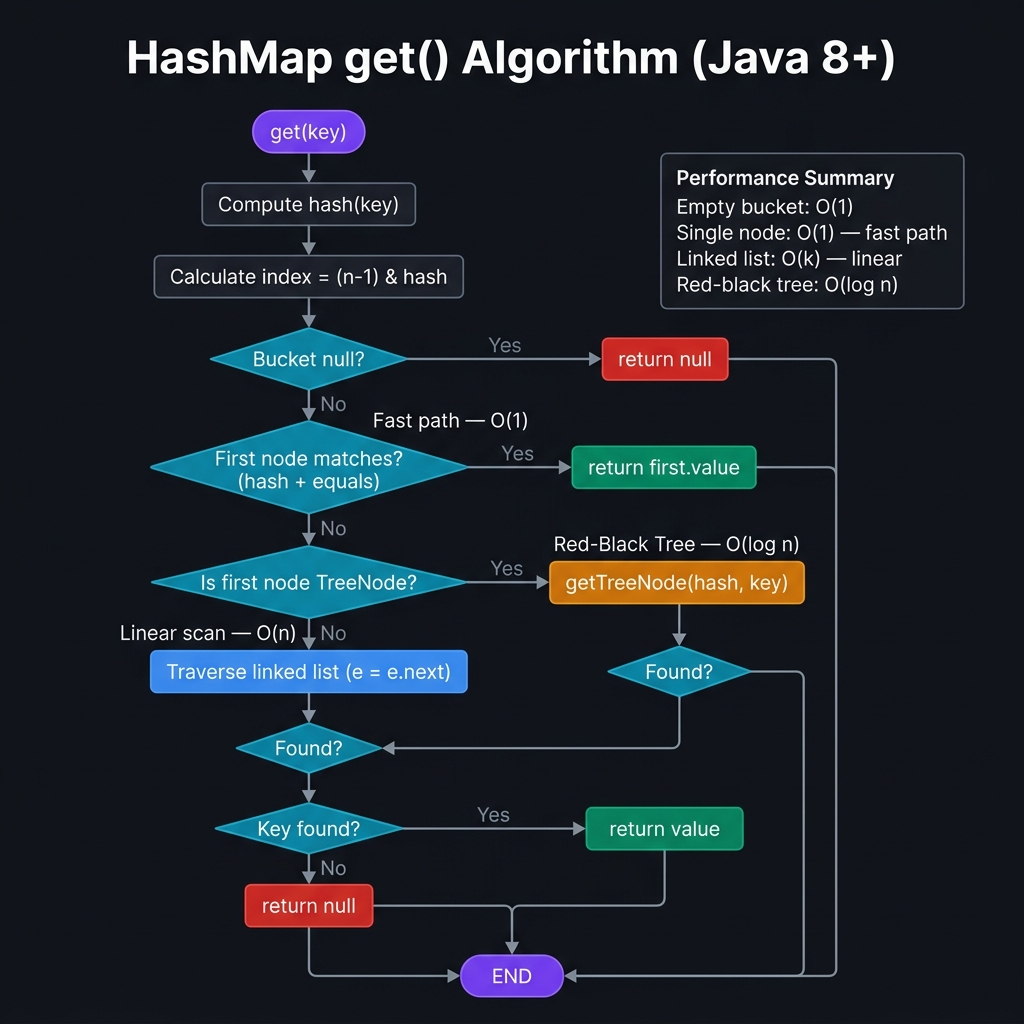 HashMap get() Algorithm (Java 8+)
get(key)
Compute hash(key)
Calculate index = (n-1) & hash
Performance Summary
Empty bucket: O(1)
Single node: O(1) — fast path
Linked list: O(k) — linear
Red-black tree: O(log n)
Bucket null?
Yes
return null
No
Fast path — O(1)
First node matches?
(hash + equals)
Yes
return first.value
No
Red-Black Tree — O(log n)
Is first node TreeNode?
Yes
getTreeNode(hash, key)
Linear scan — O(n)
No
Traverse linked list (e = e.next)
Found?
Found?
Key found?
Yes
return value
No
return null
END